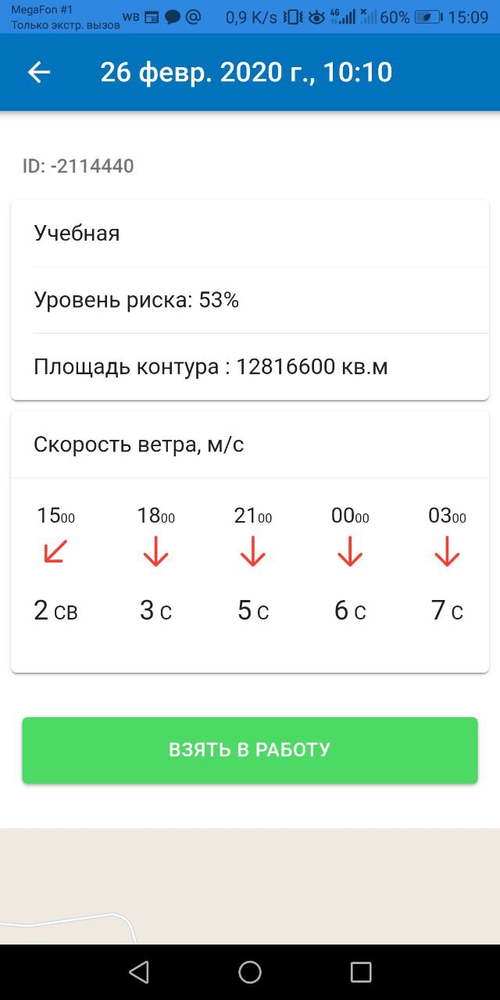 MegaFon #1
Только экстр. вызов
WB
0,9 K/s
4G
60%
15:09
26 февр. 2020 г., 10:10
ID: -2114440
Учебная
Уровень риска: 53%
Площадь контура : 12816600 кв.м
Скорость ветра, м/с
1500 1800 2100 0000 0300
2 СВ 3 С 5 С 6 С 7 С
ВЗЯТЬ В РАБОТУ